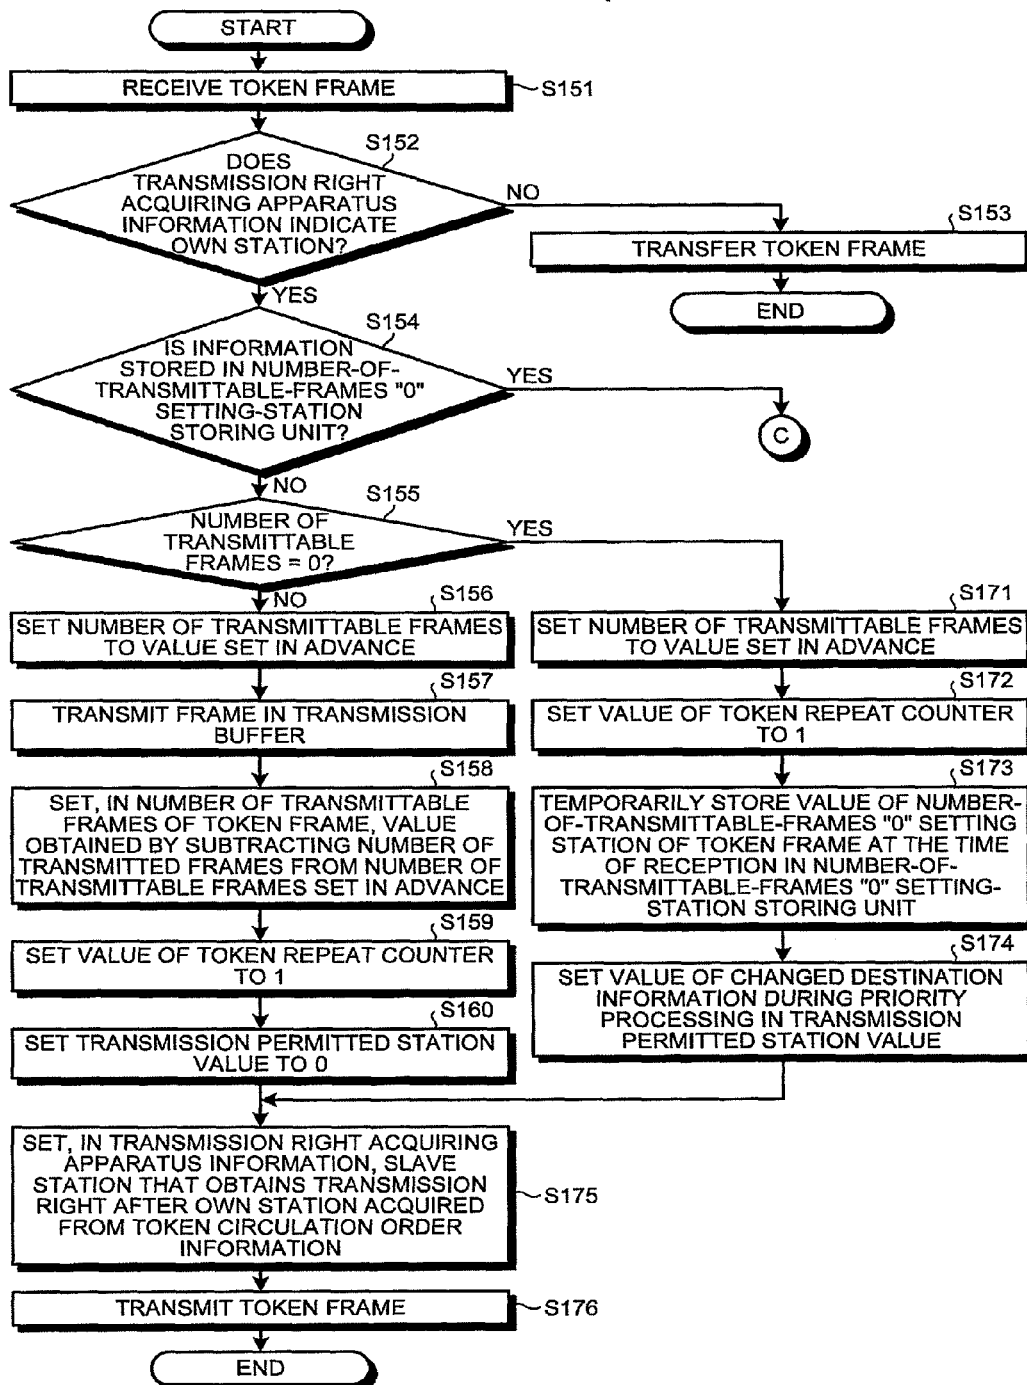 START
RECEIVE TOKEN FRAME
S151
S152
DOES
TRANSMISSION RIGHT
ACQUIRING APPARATUS
INFORMATION INDICATE
OWN STATION?
NO
S153
TRANSFER TOKEN FRAME
END
YES
S154
IS INFORMATION
STORED IN NUMBER-OF-
TRANSMITTABLE-FRAMES "0"
SETTING-STATION
STORING UNIT?
YES
C
NO
S155
NUMBER OF
TRANSMITTABLE
FRAMES = 0?
YES
NO
S156
SET NUMBER OF TRANSMITTABLE FRAMES
TO VALUE SET IN ADVANCE
S157
TRANSMIT FRAME IN TRANSMISSION
BUFFER
S158
SET, IN NUMBER OF TRANSMITTABLE
FRAMES OF TOKEN FRAME, VALUE
OBTAINED BY SUBTRACTING NUMBER OF
TRANSMITTED FRAMES FROM NUMBER OF
TRANSMITTABLE FRAMES SET IN ADVANCE
S159
SET VALUE OF TOKEN REPEAT COUNTER
TO 1
S160
SET TRANSMISSION PERMITTED STATION
VALUE TO 0
S171
SET NUMBER OF TRANSMITTABLE FRAMES
TO VALUE SET IN ADVANCE
S172
SET VALUE OF TOKEN REPEAT COUNTER
TO 1
S173
TEMPORARILY STORE VALUE OF NUMBER-
OF-TRANSMITTABLE-FRAMES "0" SETTING
STATION OF TOKEN FRAME AT THE TIME
OF RECEPTION IN NUMBER-OF-
TRANSMITTABLE-FRAMES "0" SETTING-
STATION STORING UNIT
S174
SET VALUE OF CHANGED DESTINATION
INFORMATION DURING PRIORITY
PROCESSING IN TRANSMISSION
PERMITTED STATION VALUE
SET, IN TRANSMISSION RIGHT ACQUIRING
APPARATUS INFORMATION, SLAVE
STATION THAT OBTAINS TRANSMISSION
RIGHT AFTER OWN STATION ACQUIRED
FROM TOKEN CIRCULATION ORDER
INFORMATION
S175
TRANSMIT TOKEN FRAME
S176
END